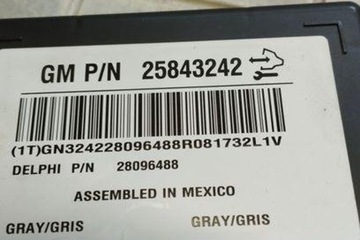 GM P/N 25843242
(1T)GN324228096488R081732L1V
DELPHI P/N 28096488
ASSEMBLED IN MEXICO
GRAY/GRIS GRAY/GRIS